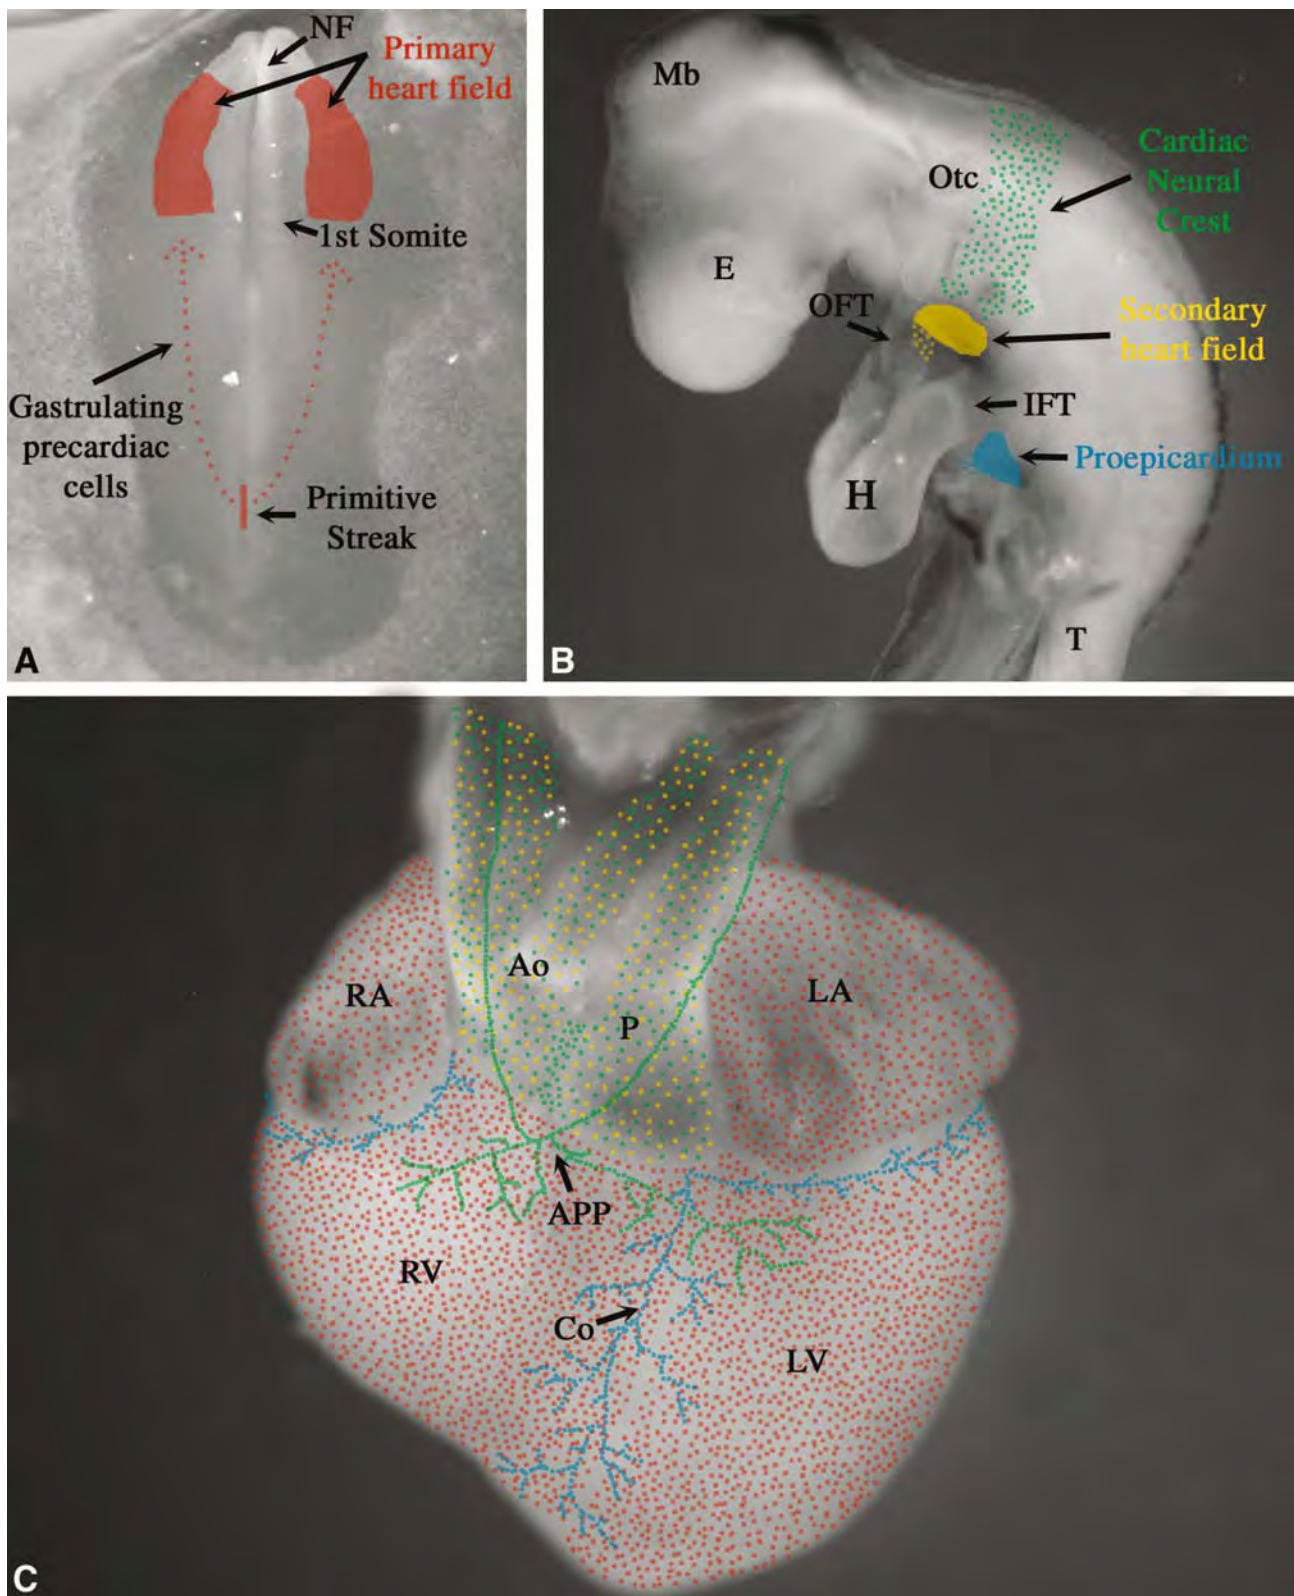 NF
Primary
heart field
1st Somite
Gastrulating
precardiac
cells
Primitive
Streak
A
Mb
Otc
Cardiac
Neural
Crest
E
OFT
Secondary
heart field
IFT
Proepicardium
H
T
B
Ao
RA
LA
P
APP
RV
Co
LV
C